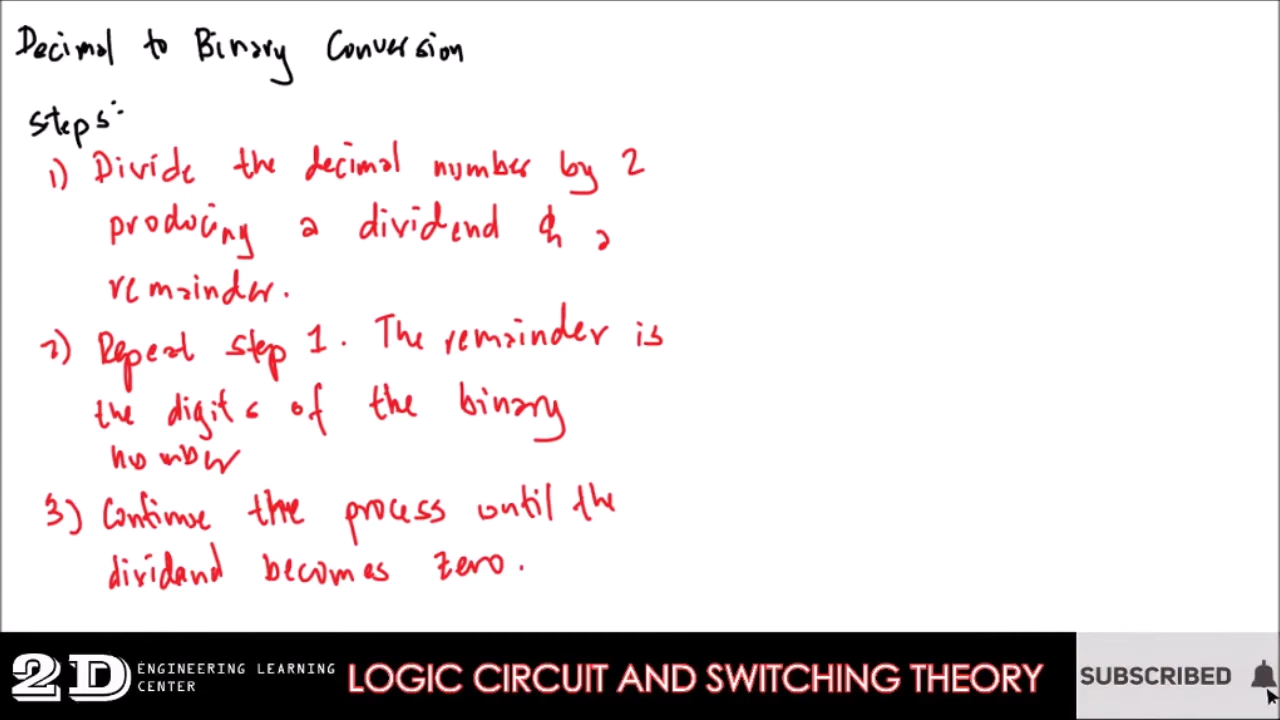 Decimal to Binary Conversion
Steps:
1) Divide the decimal number by 2
producing a dividend & a
remainder.
2) Repeat step 1. The remainder is
the digits of the binary
number
3) Continue the process until the
dividend becomes zero.
2D ENGINEERING LEARNING
CENTER
LOGIC CIRCUIT AND SWITCHING THEORY
SUBSCRIBED